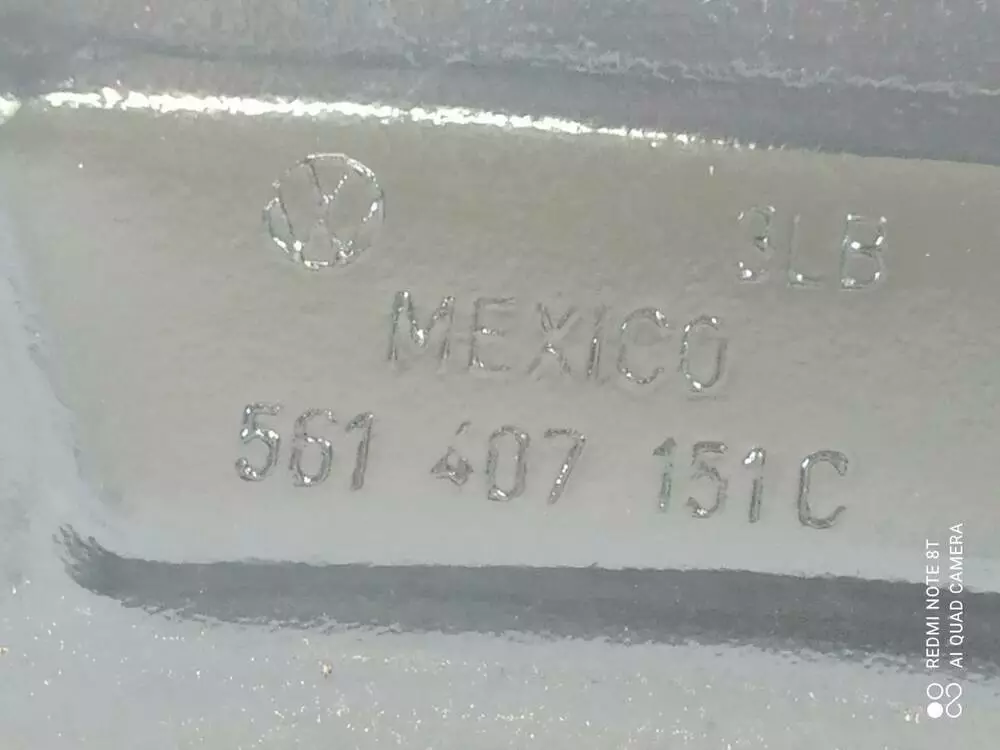 3LB
MEXICO
561 407 151C
REDMI NOTE 8T
AI QUAD CAMERA